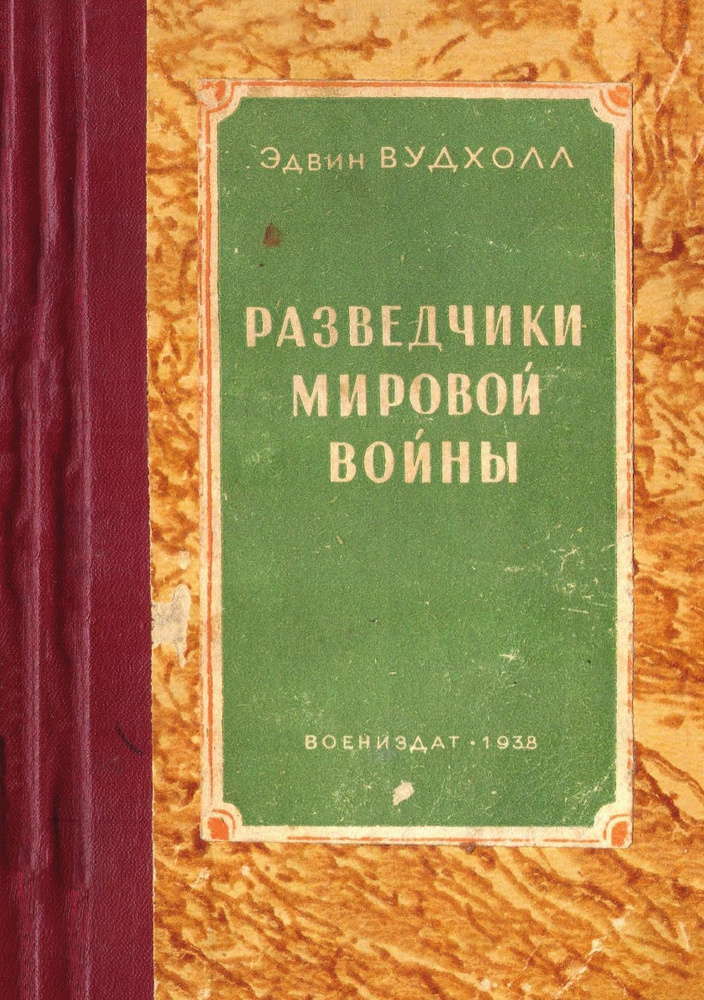 Эдвин ВУДХОЛЛ
РАЗВЕДЧИКИ
МИРОВОЙ
ВОЙНЫ
ВОЕНИЗДАТ • 1938